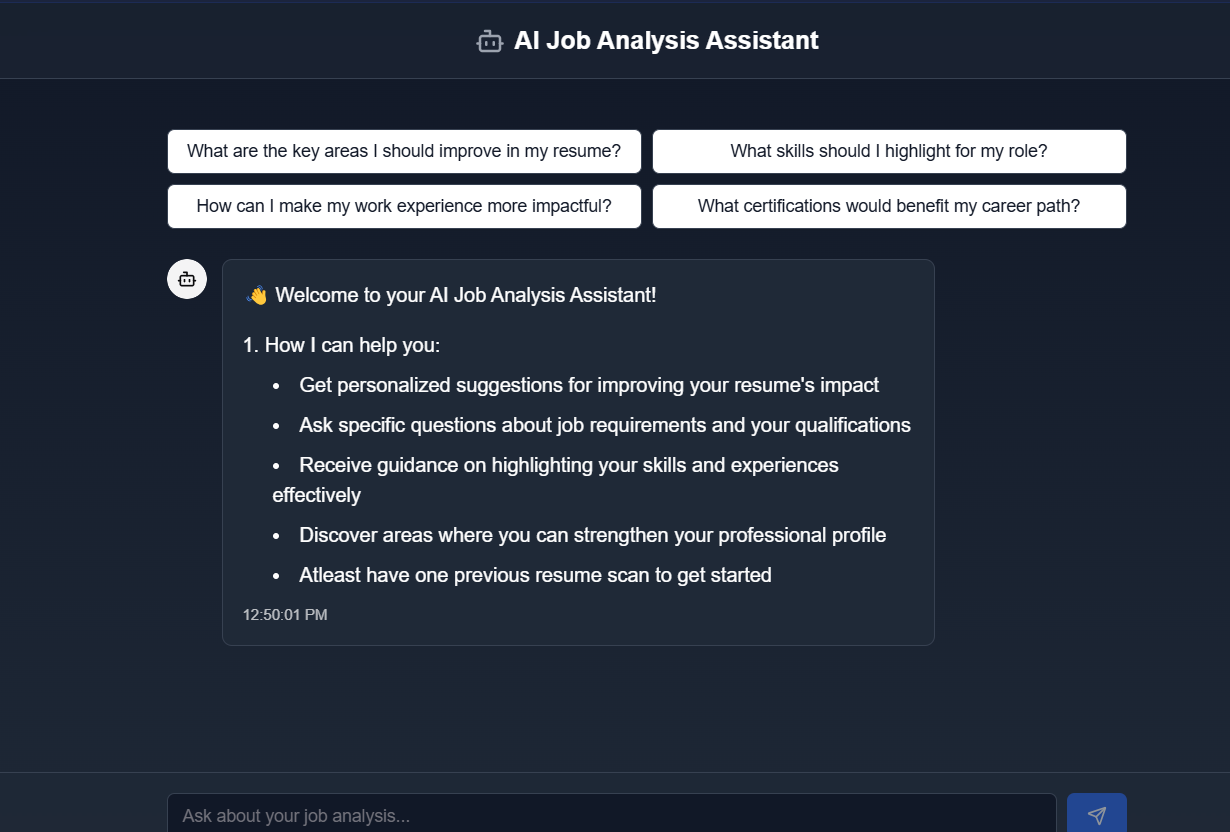 AI Job Analysis Assistant
What are the key areas I should improve in my resume?
What skills should I highlight for my role?
How can I make my work experience more impactful?
What certifications would benefit my career path?
👋 Welcome to your AI Job Analysis Assistant!
1. How I can help you:
• Get personalized suggestions for improving your resume's impact
• Ask specific questions about job requirements and your qualifications
• Receive guidance on highlighting your skills and experiences
effectively
• Discover areas where you can strengthen your professional profile
• Atleast have one previous resume scan to get started
12:50:01 PM
Ask about your job analysis...